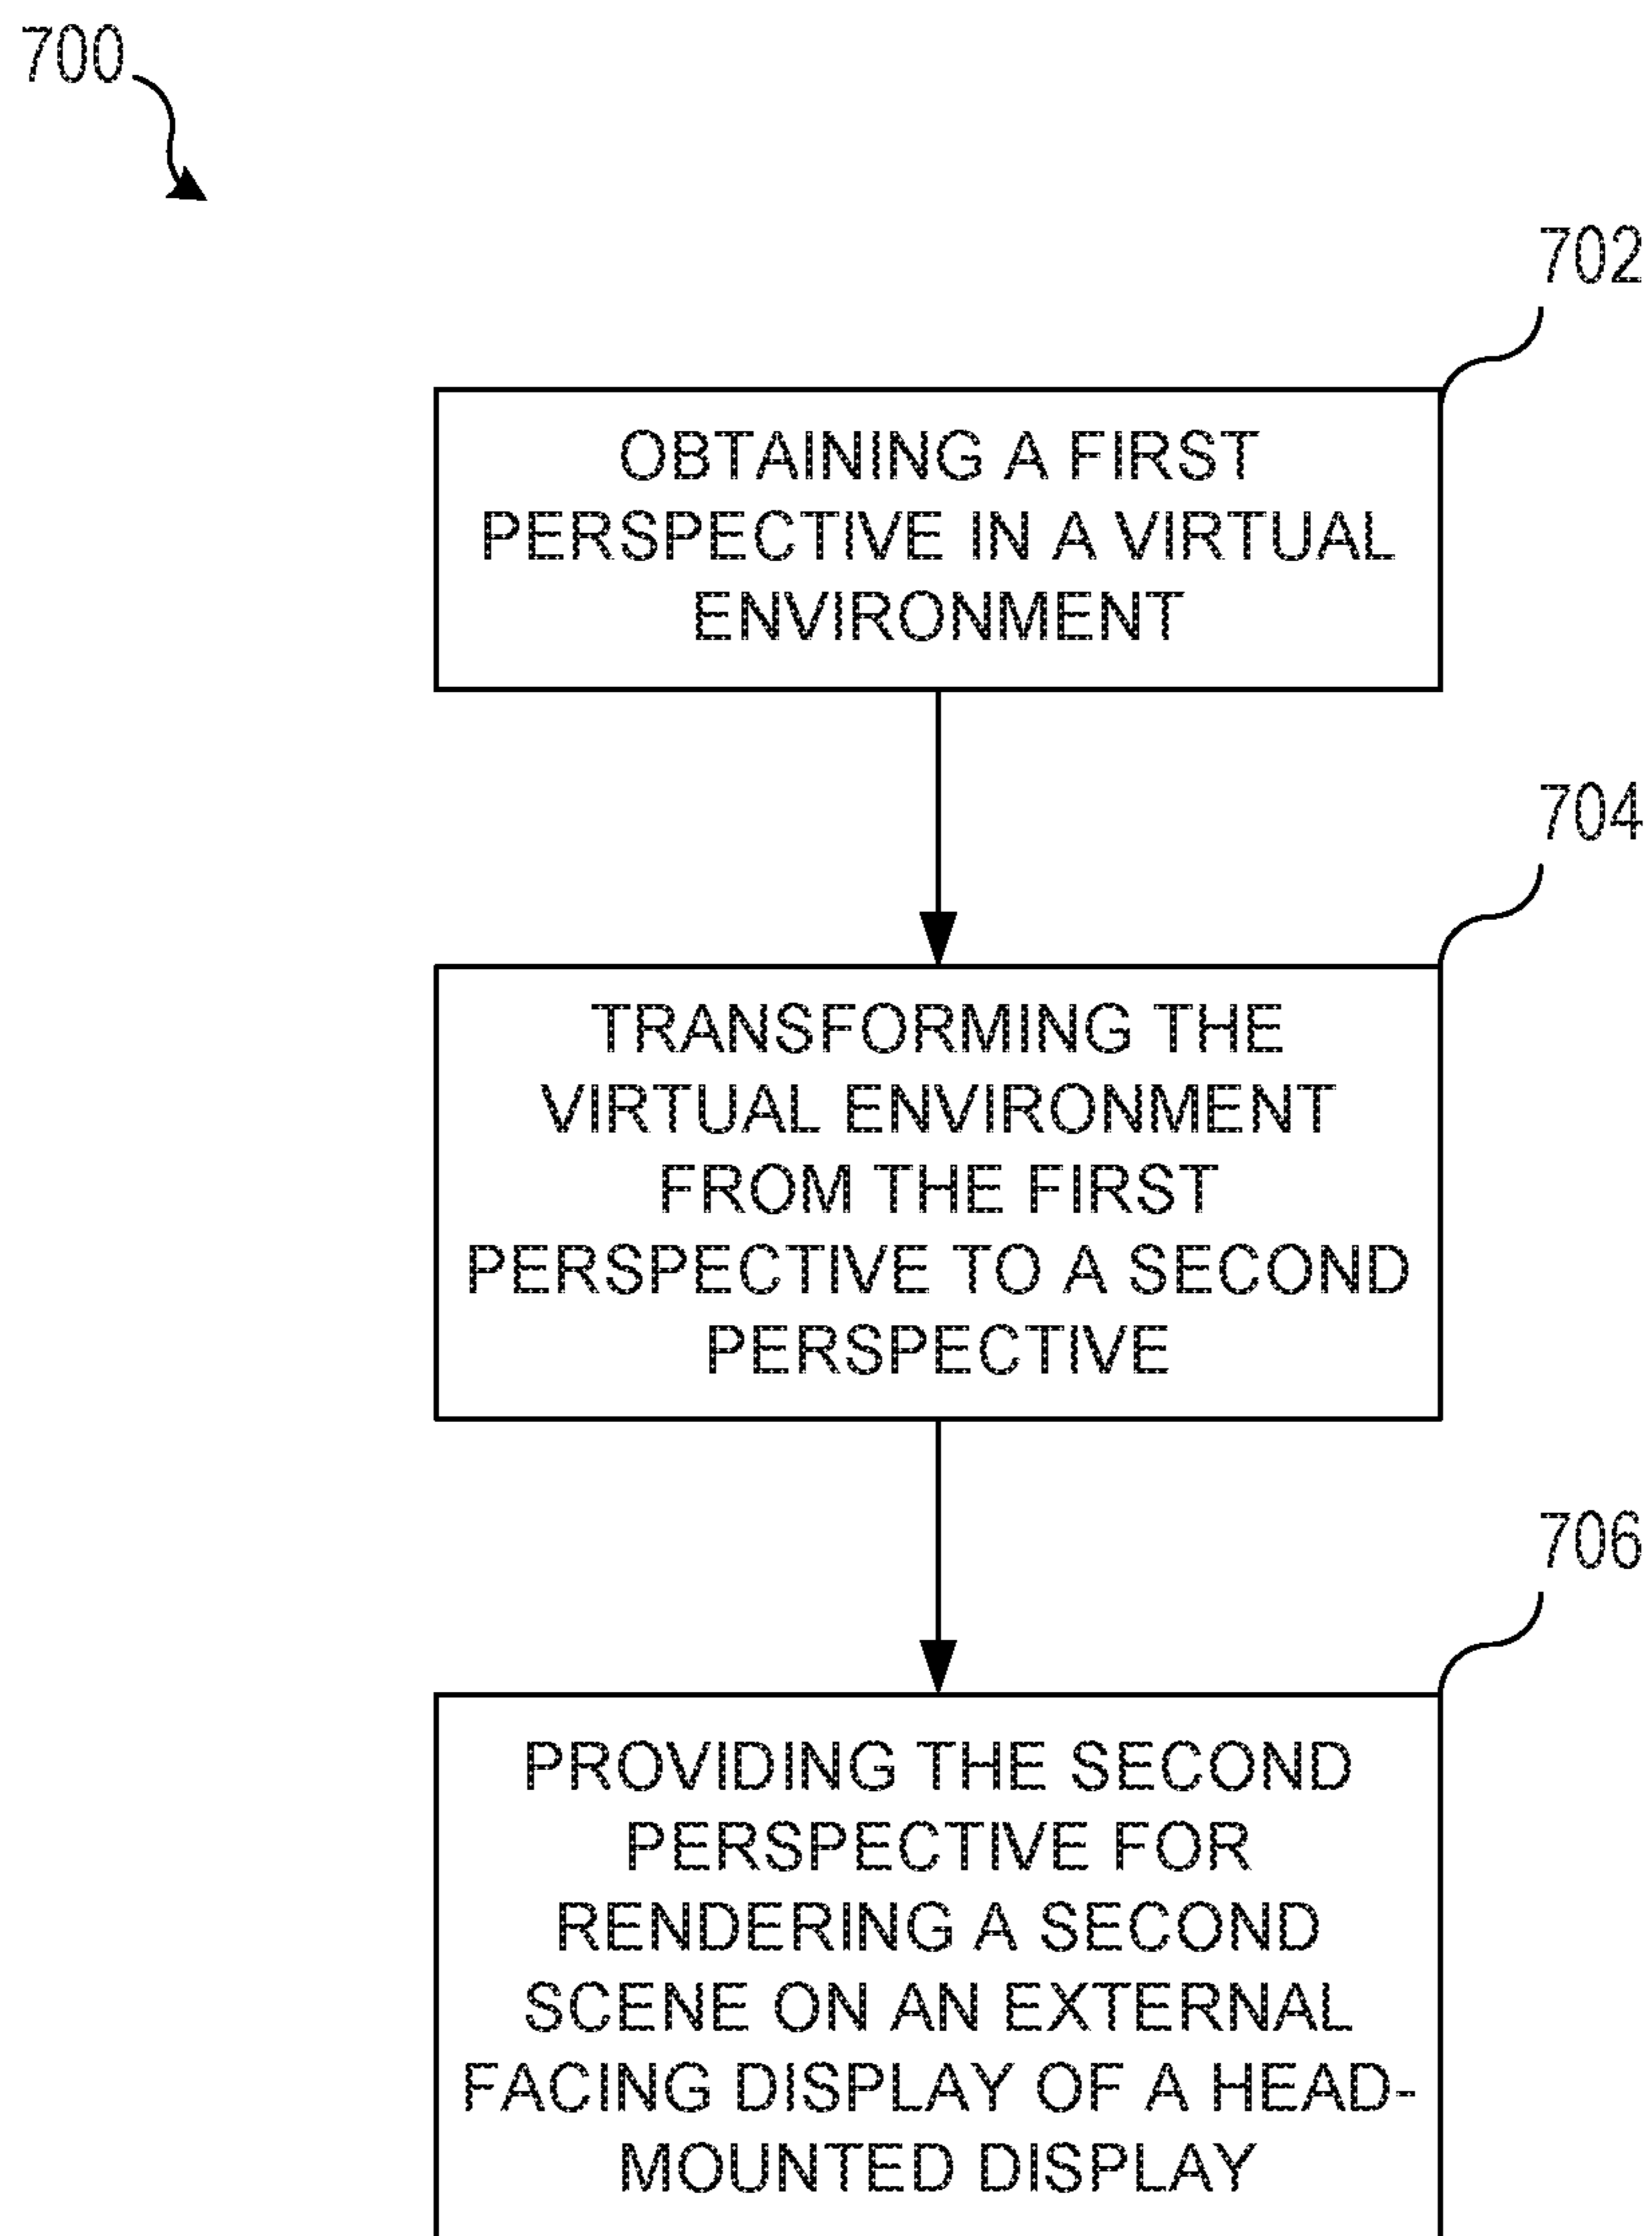 700
702
OBTAINING A FIRST
PERSPECTIVE IN A VIRTUAL
ENVIRONMENT
704
TRANSFORMING THE
VIRTUAL ENVIRONMENT
FROM THE FIRST
PERSPECTIVE TO A SECOND
PERSPECTIVE
706
PROVIDING THE SECOND
PERSPECTIVE FOR
RENDERING A SECOND
SCENE ON AN EXTERNAL
FACING DISPLAY OF A HEAD-
MOUNTED DISPLAY